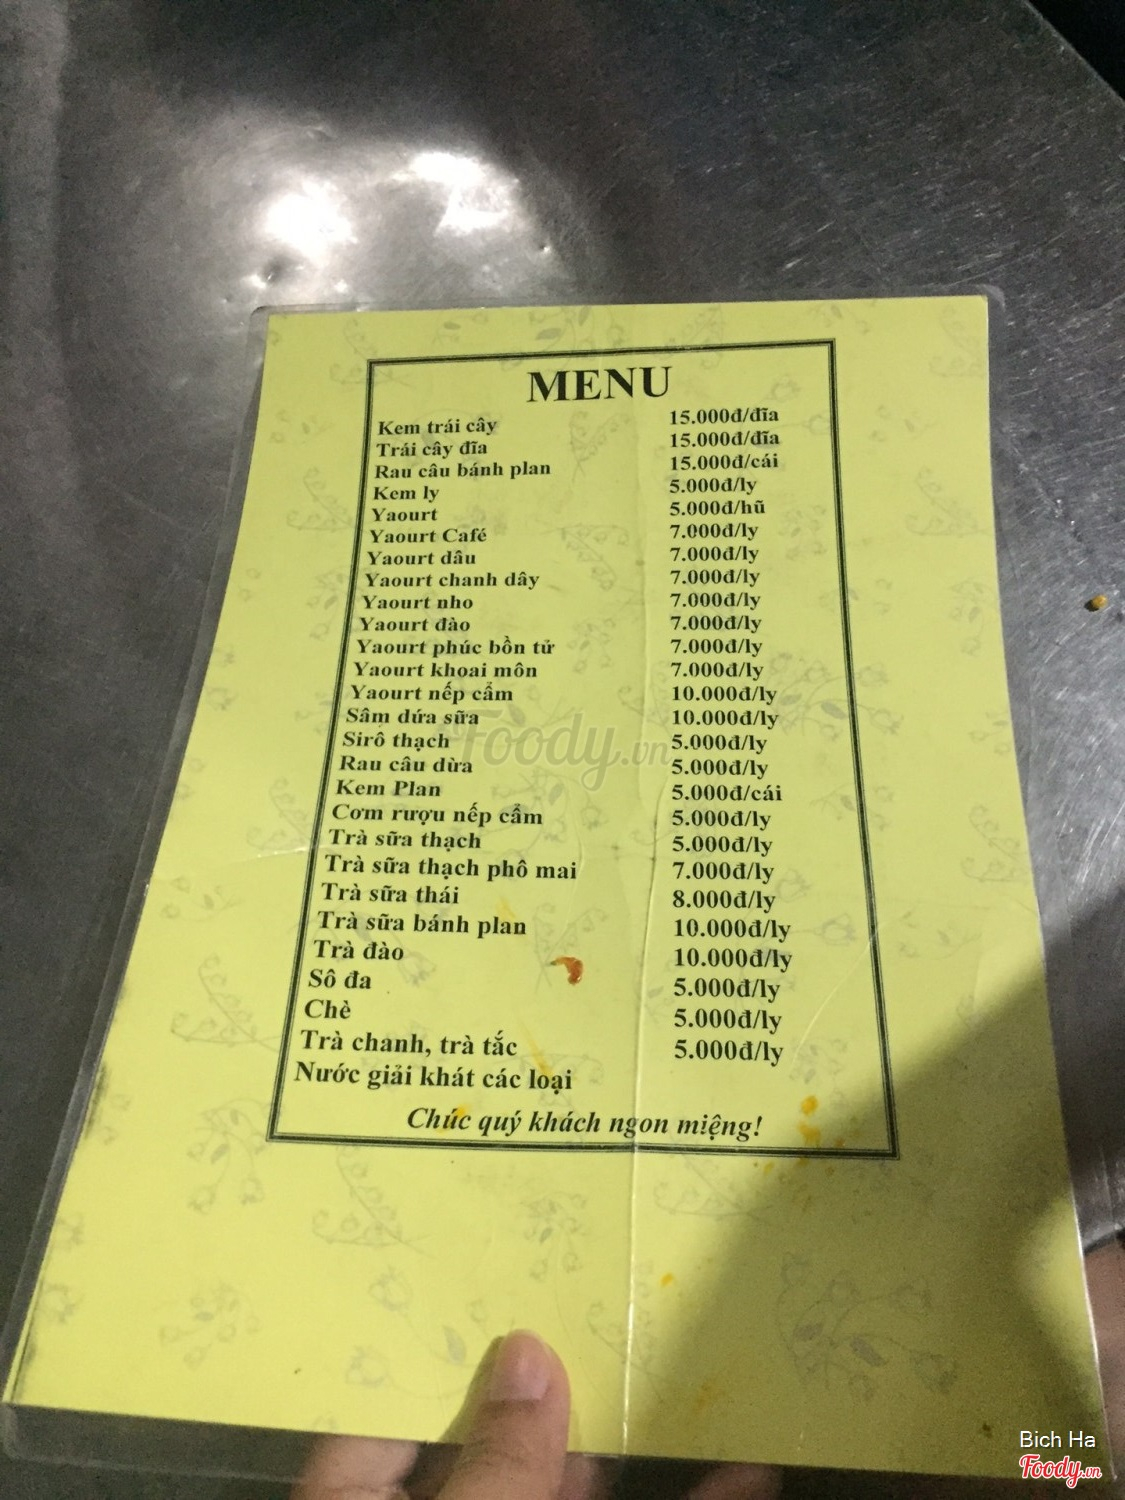 MENU
Kem trái cây 15.000đ/đĩa
Trái cây đĩa 15.000đ/đĩa
Rau câu bánh plan 15.000đ/cái
Kem ly 5.000đ/ly
Yaourt 5.000đ/hũ
Yaourt Café 7.000đ/ly
Yaourt dâu 7.000đ/ly
Yaourt chanh dây 7.000đ/ly
Yaourt nho 7.000đ/ly
Yaourt đào 7.000đ/ly
Yaourt phúc bồn tử 7.000đ/ly
Yaourt khoai môn 7.000đ/ly
Yaourt nếp cẩm 10.000đ/ly
Sâm dứa sữa 10.000đ/ly
Sirô thạch 5.000đ/ly
Rau câu dừa 5.000đ/ly
Kem Plan 5.000đ/cái
Cơm rượu nếp cẩm 5.000đ/ly
Trà sữa thạch 5.000đ/ly
Trà sữa thạch phô mai 7.000đ/ly
Trà sữa thái 8.000đ/ly
Trà sữa bánh plan 10.000đ/ly
Trà đào 10.000đ/ly
Sô đa 5.000đ/ly
Chè 5.000đ/ly
Trà chanh, trà tắc 5.000đ/ly
Nước giải khát các loại
Chúc quý khách ngon miệng!
Foody.vn
Bich Ha
Foody.vn